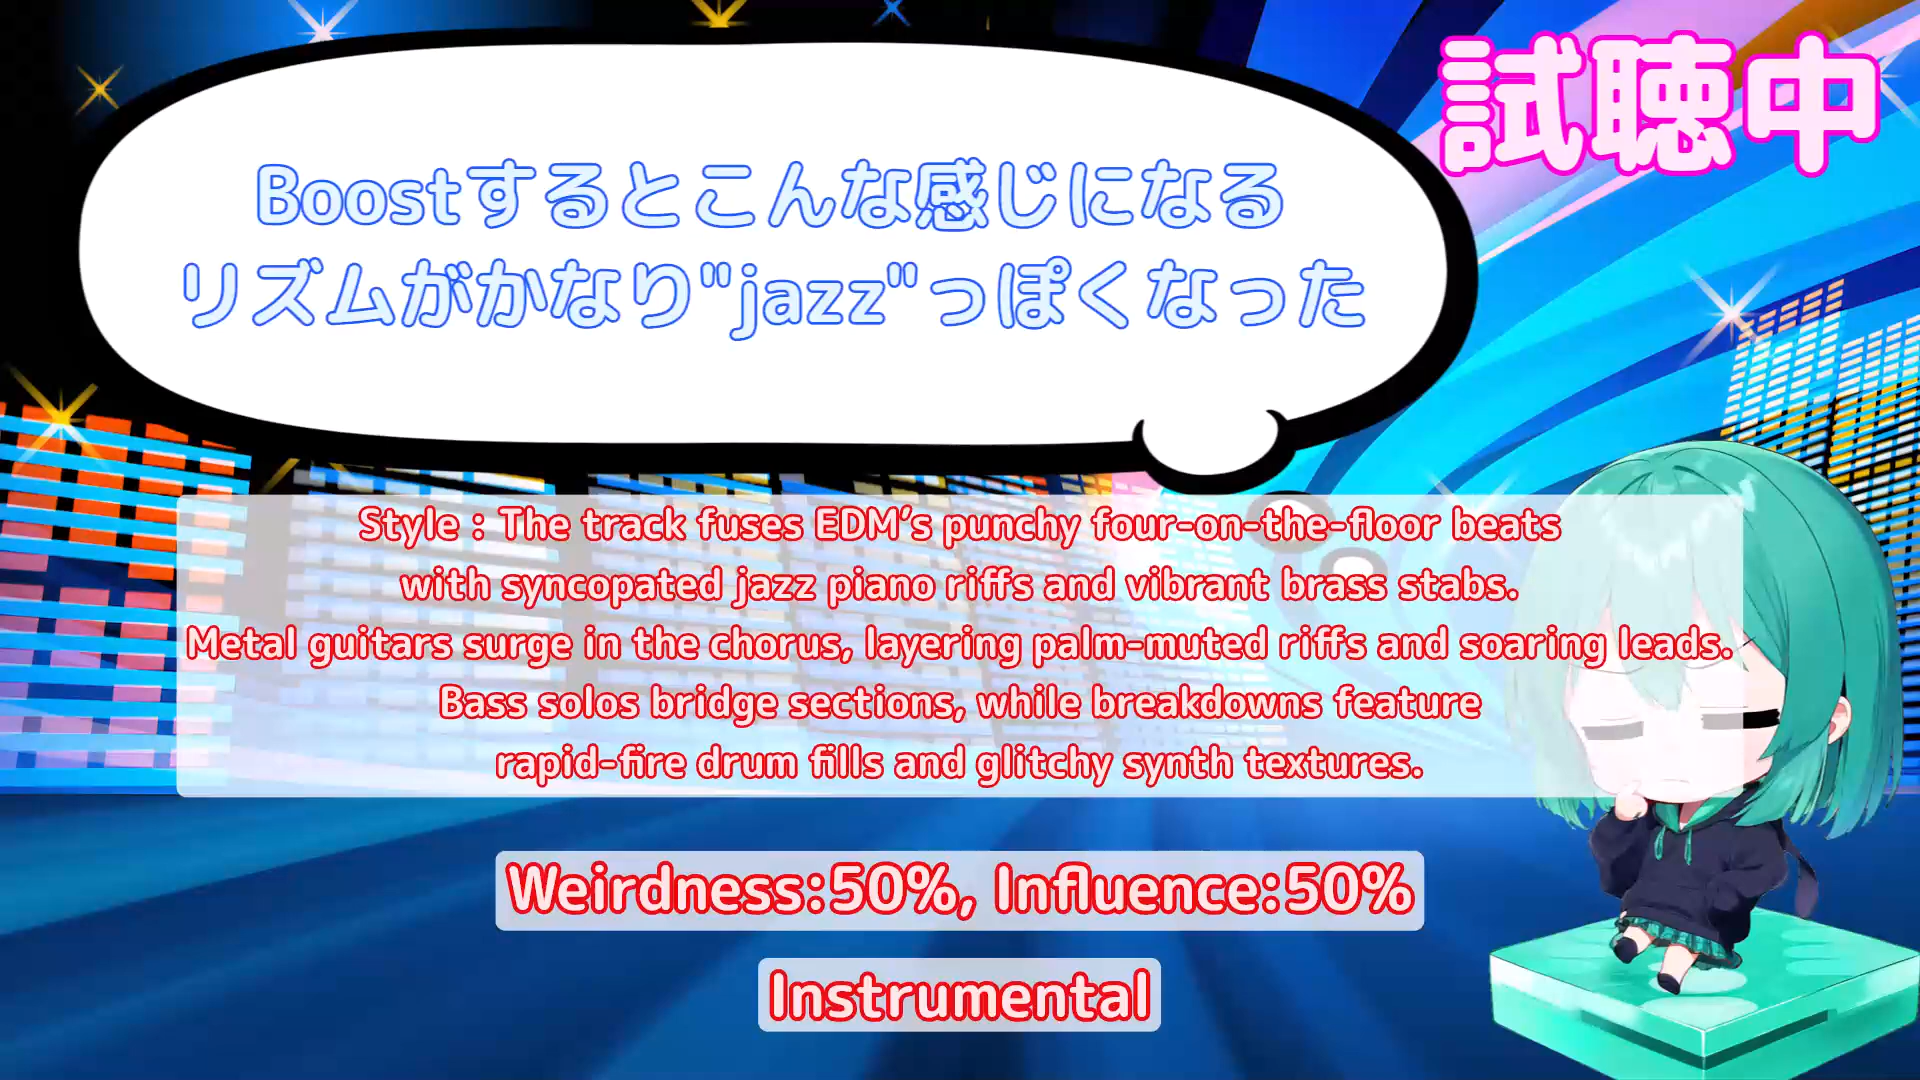 試聴中
Boostするとこんな感じになる
リズムがかなり"jazz"っぽくなった
Style : The track fuses EDM’s punchy four-on-the-floor beats
with syncopated jazz piano riffs and vibrant brass stabs.
Metal guitars surge in the chorus, layering palm-muted riffs and soaring leads.
Bass solos bridge sections, while breakdowns feature
rapid-fire drum fills and glitchy synth textures.
Weirdness:50%, Influence:50%
Instrumental